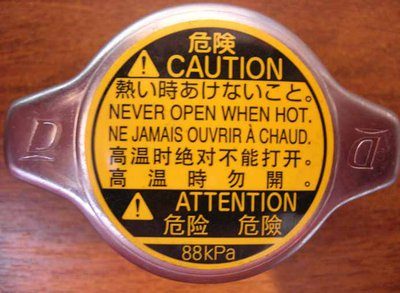 危険
CAUTION
熱い時あけないこと。
NEVER OPEN WHEN HOT.
NE JAMAIS OUVRIR À CHAUD.
高温时绝对不能打开。
高温時勿開。
ATTENTION
危险 危險
88kPa
D D